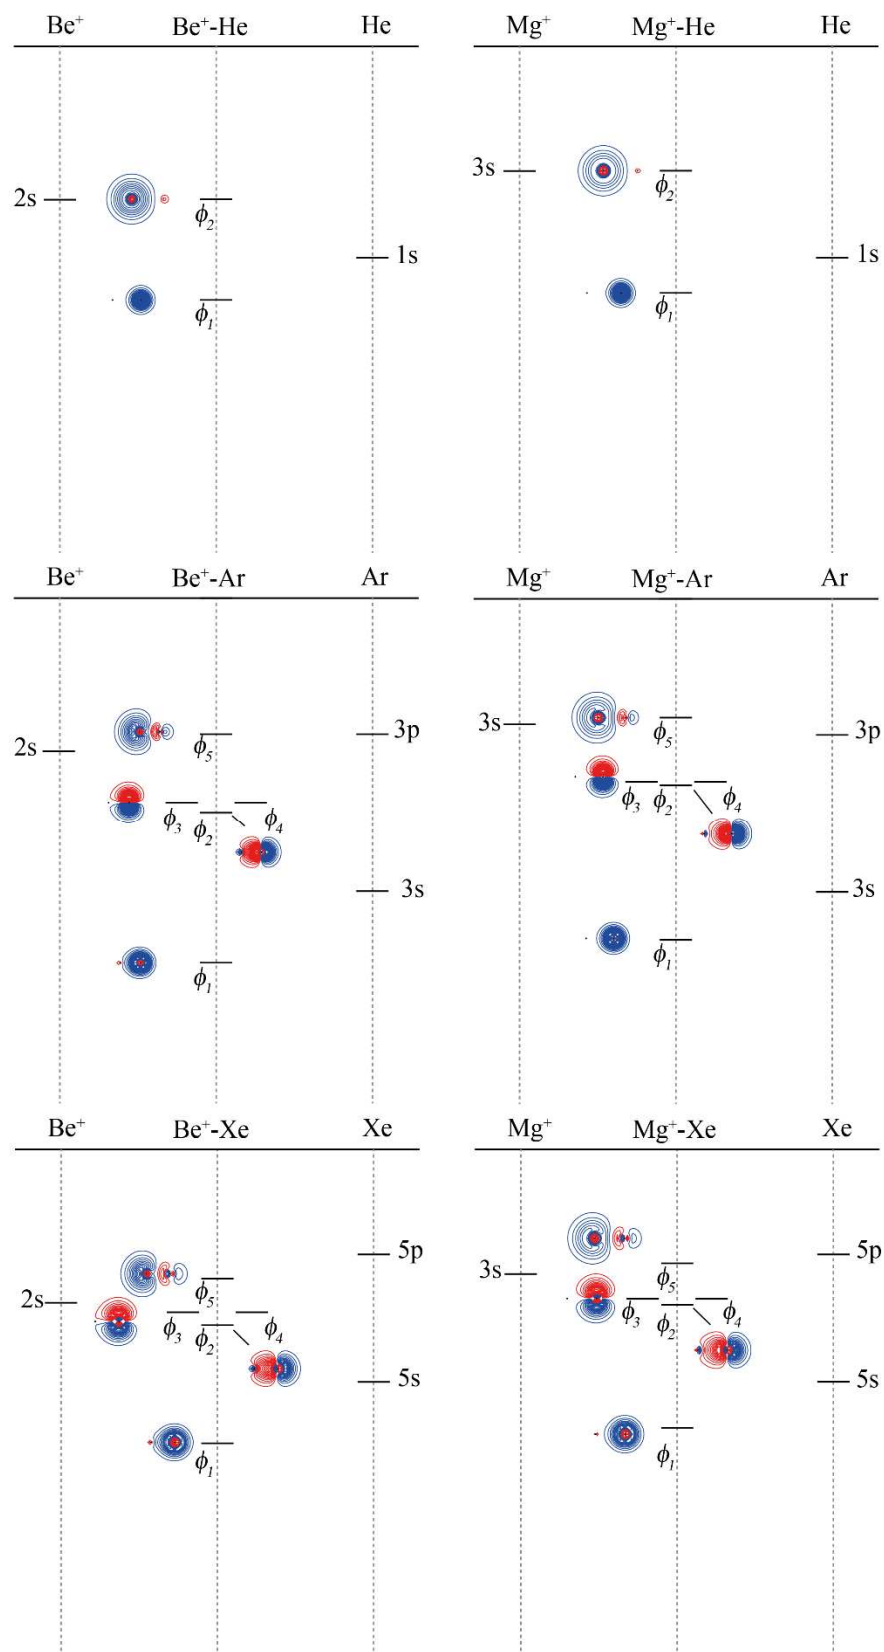 Be⁺ Be⁺-He He
2s
ϕ₂
1s
ϕ₁
Mg⁺ Mg⁺-He He
3s
ϕ₂
1s
ϕ₁
Be⁺ Be⁺-Ar Ar
3p
2s
ϕ₅
ϕ₃ ϕ₂ ϕ₄
3s
ϕ₁
Mg⁺ Mg⁺-Ar Ar
3s
3p
ϕ₅
ϕ₃ ϕ₂ ϕ₄
3s
ϕ₁
Be⁺ Be⁺-Xe Xe
5p
ϕ₅
2s
ϕ₃ ϕ₂ ϕ₄
5s
ϕ₁
Mg⁺ Mg⁺-Xe Xe
5p
3s
ϕ₅
ϕ₃ ϕ₂ ϕ₄
5s
ϕ₁